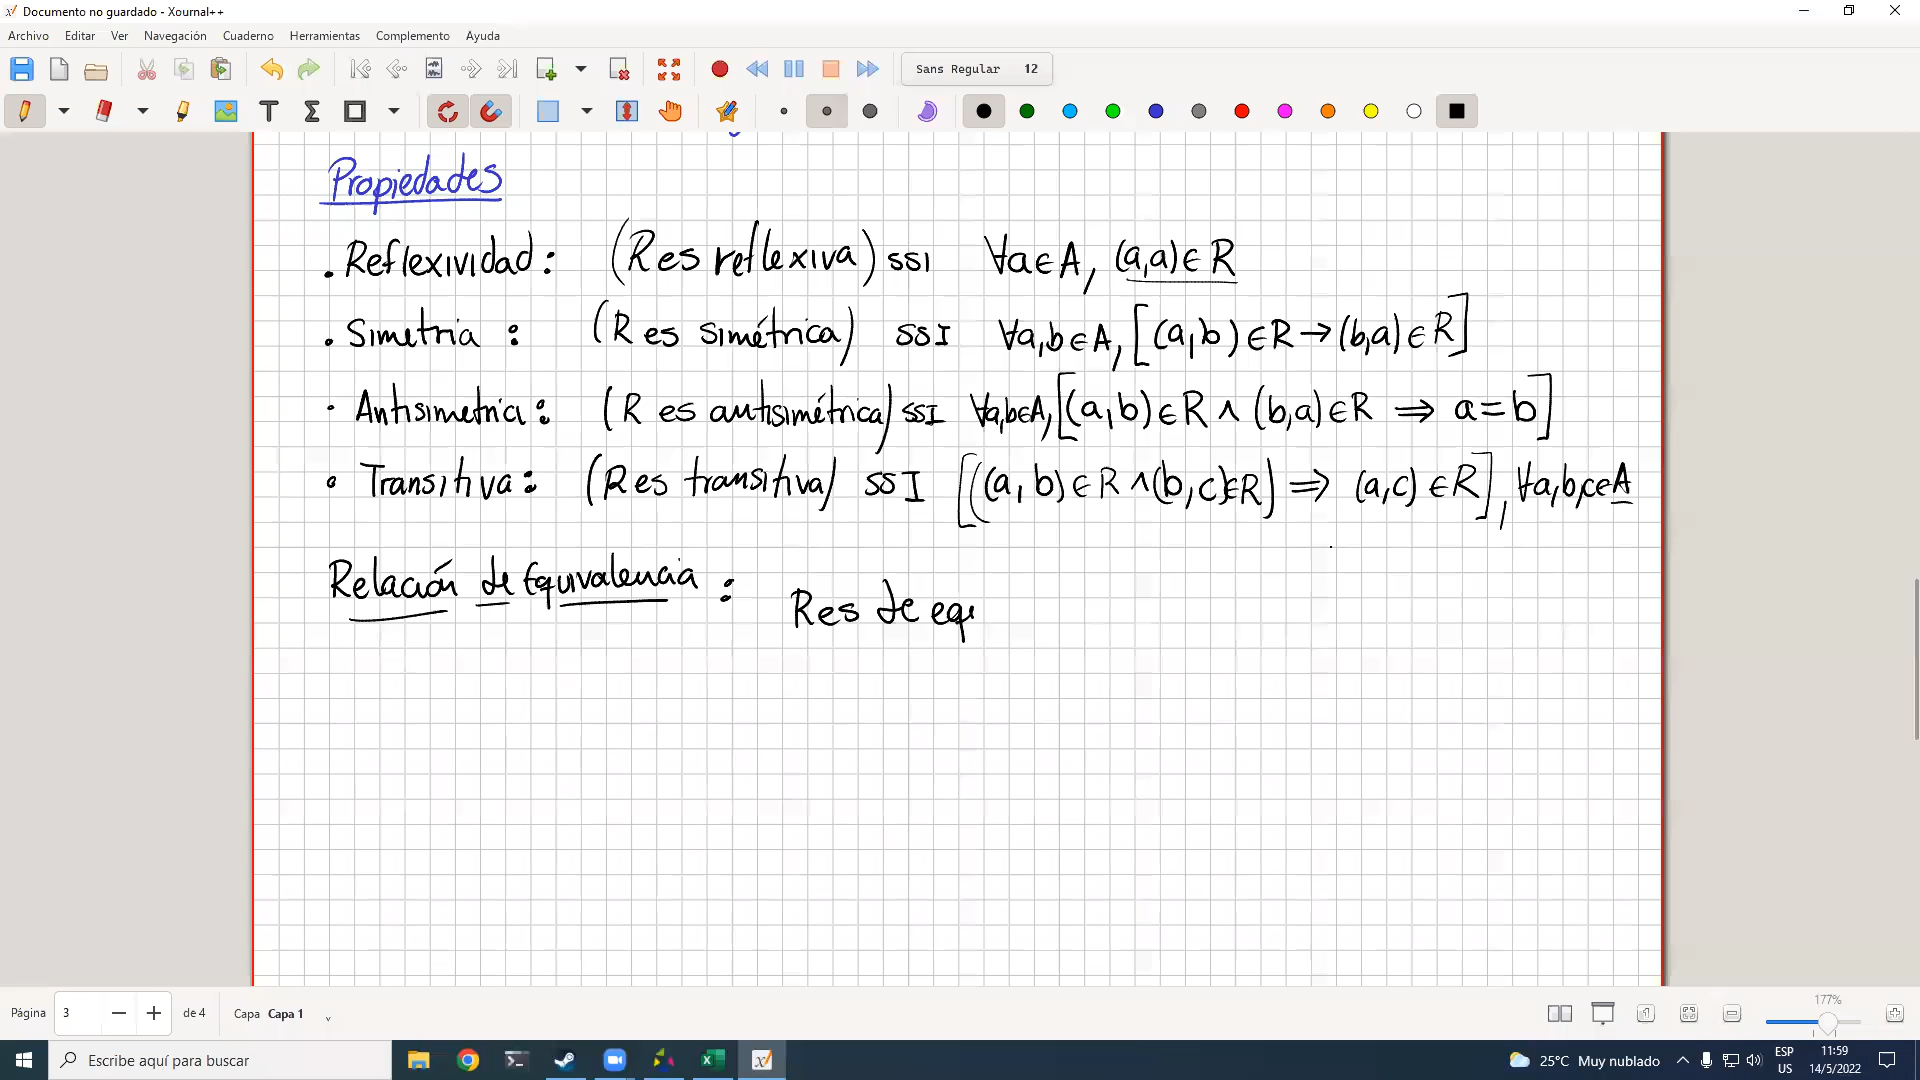 Documento no guardado - Xournal++
Archivo Editar Ver Navegación Cuaderno Herramientas Complemento Ayuda
Sans Regular 12
Propiedades
. Reflexividad : (R es reflexiva) ssi ∀a∈A, (a,a)∈R
. Simetria : (R es simétrica) ssI ∀a,b∈A, [(a,b)∈R→(b,a)∈R]
· Antisimetria : (R es antisimétrica) ssI ∀a,b∈A, [(a,b)∈R ∧ (b,a)∈R ⇒ a=b]
• Transitiva : (R es transitiva) ssI [((a,b)∈R ∧ (b,c)∈R) ⇒ (a,c)∈R], ∀a,b,c∈A
Relación de Equivalencia : R es de equi
Página 3 de 4 Capa Capa 1 177%
Escribe aquí para buscar 25°C Muy nublado ESP US 11:59 14/5/2022